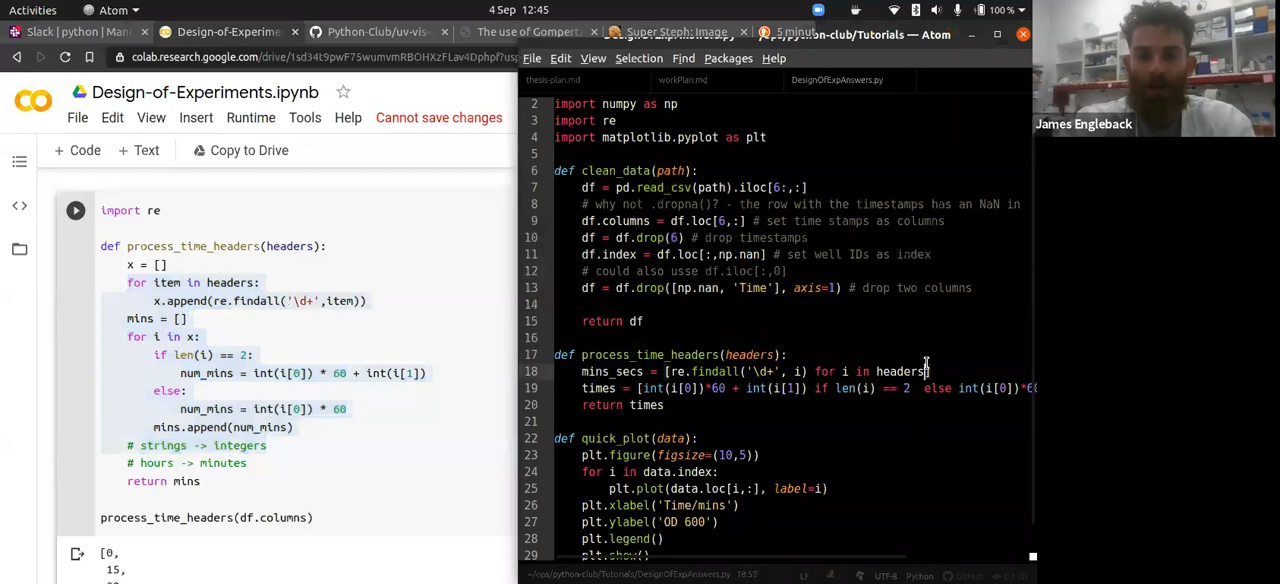 Activities
Atom
4 Sep 12:45
100 %
Slack | python | Man
Design-of-Experime
Python-Club/uv-vis-
The use of Gompert
Super Steph: Image
5 minut
ops/python-club/Tutorials — Atom
colab.research.google.com/drive/
Design-of-Experiments.ipynb
File Edit View Insert Runtime Tools Help Cannot save changes
+ Code + Text Copy to Drive
import re
def process_time_headers(headers):
x = []
for item in headers:
x.append(re.findall('\d+',item))
mins = []
for i in x:
if len(i) == 2:
num_mins = int(i[0]) * 60 + int(i[1])
else:
num_mins = int(i[0]) * 60
mins.append(num_mins)
# strings -> integers
# hours -> minutes
return mins
process_time_headers(df.columns)
[0,
15,
File Edit View Selection Find Packages Help
thesis-plan.md workPlan.md DesignOfExpAnswers.py
2 import numpy as np
3 import re
4 import matplotlib.pyplot as plt
5
6 def clean_data(path):
7 df = pd.read_csv(path).iloc[6:,:]
8 # why not .dropna()? - the row with the timestamps has an NaN in
9 df.columns = df.loc[6,:] # set time stamps as columns
10 df = df.drop(6) # drop timestamps
11 df.index = df.loc[:,np.nan] # set well IDs as index
12 # could also usse df.iloc[:,0]
13 df = df.drop([np.nan, 'Time'], axis=1) # drop two columns
14
15 return df
16
17 def process_time_headers(headers):
18 mins_secs = [re.findall('\d+', i) for i in headers]
19 times = [int(i[0])*60 + int(i[1]) if len(i) == 2 else int(i[0])*60
20 return times
21
22 def quick_plot(data):
23 plt.figure(figsize=(10,5))
24 for i in data.index:
25 plt.plot(data.loc[i,:], label=i)
26 plt.xlabel('Time/mins')
27 plt.ylabel('OD 600')
28 plt.legend()
29 plt.show()
~/ops/python-club/Tutorials/DesignOfExpAnswers.py 18:55
LF UTF-8 Python GitHub Git (0)
James Engleback